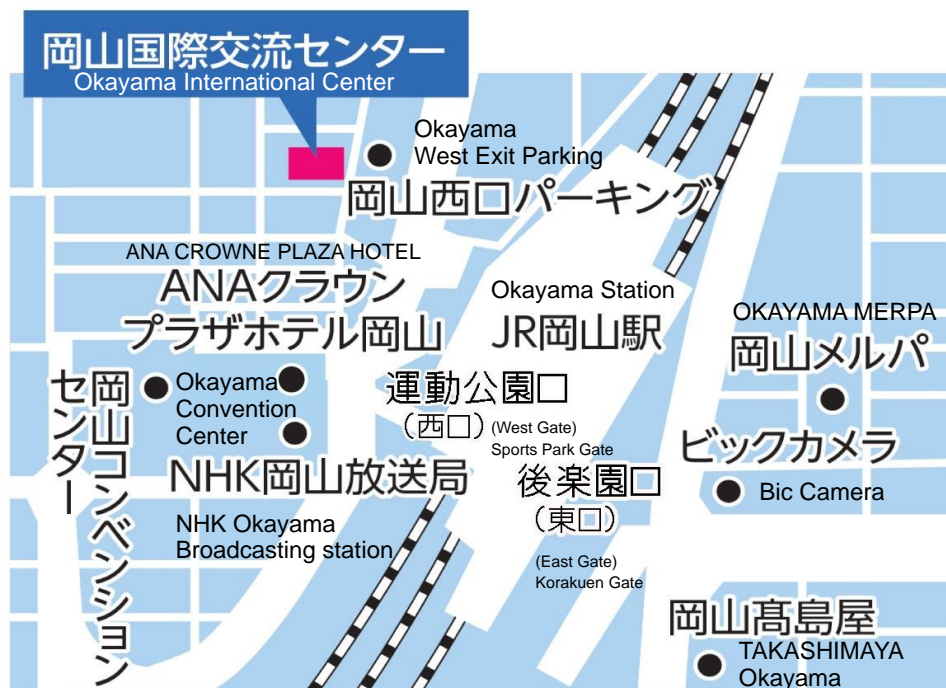 岡山国際交流センター
Okayama International Center
Okayama
West Exit Parking
岡山西口パーキング
ANA CROWNE PLAZA HOTEL
ANAクラウン
プラザホテル岡山
Okayama Station
JR岡山駅
OKAYAMA MERPA
岡山メルパ
岡山コンベンション
センター
Okayama
Convention
Center
運動公園口
(西口)
(West Gate)
Sports Park Gate
ビックカメラ
Bic Camera
NHK岡山放送局
NHK Okayama
Broadcasting station
後楽園口
(東口)
(East Gate)
Korakuen Gate
岡山髙島屋
TAKASHIMAYA
Okayama